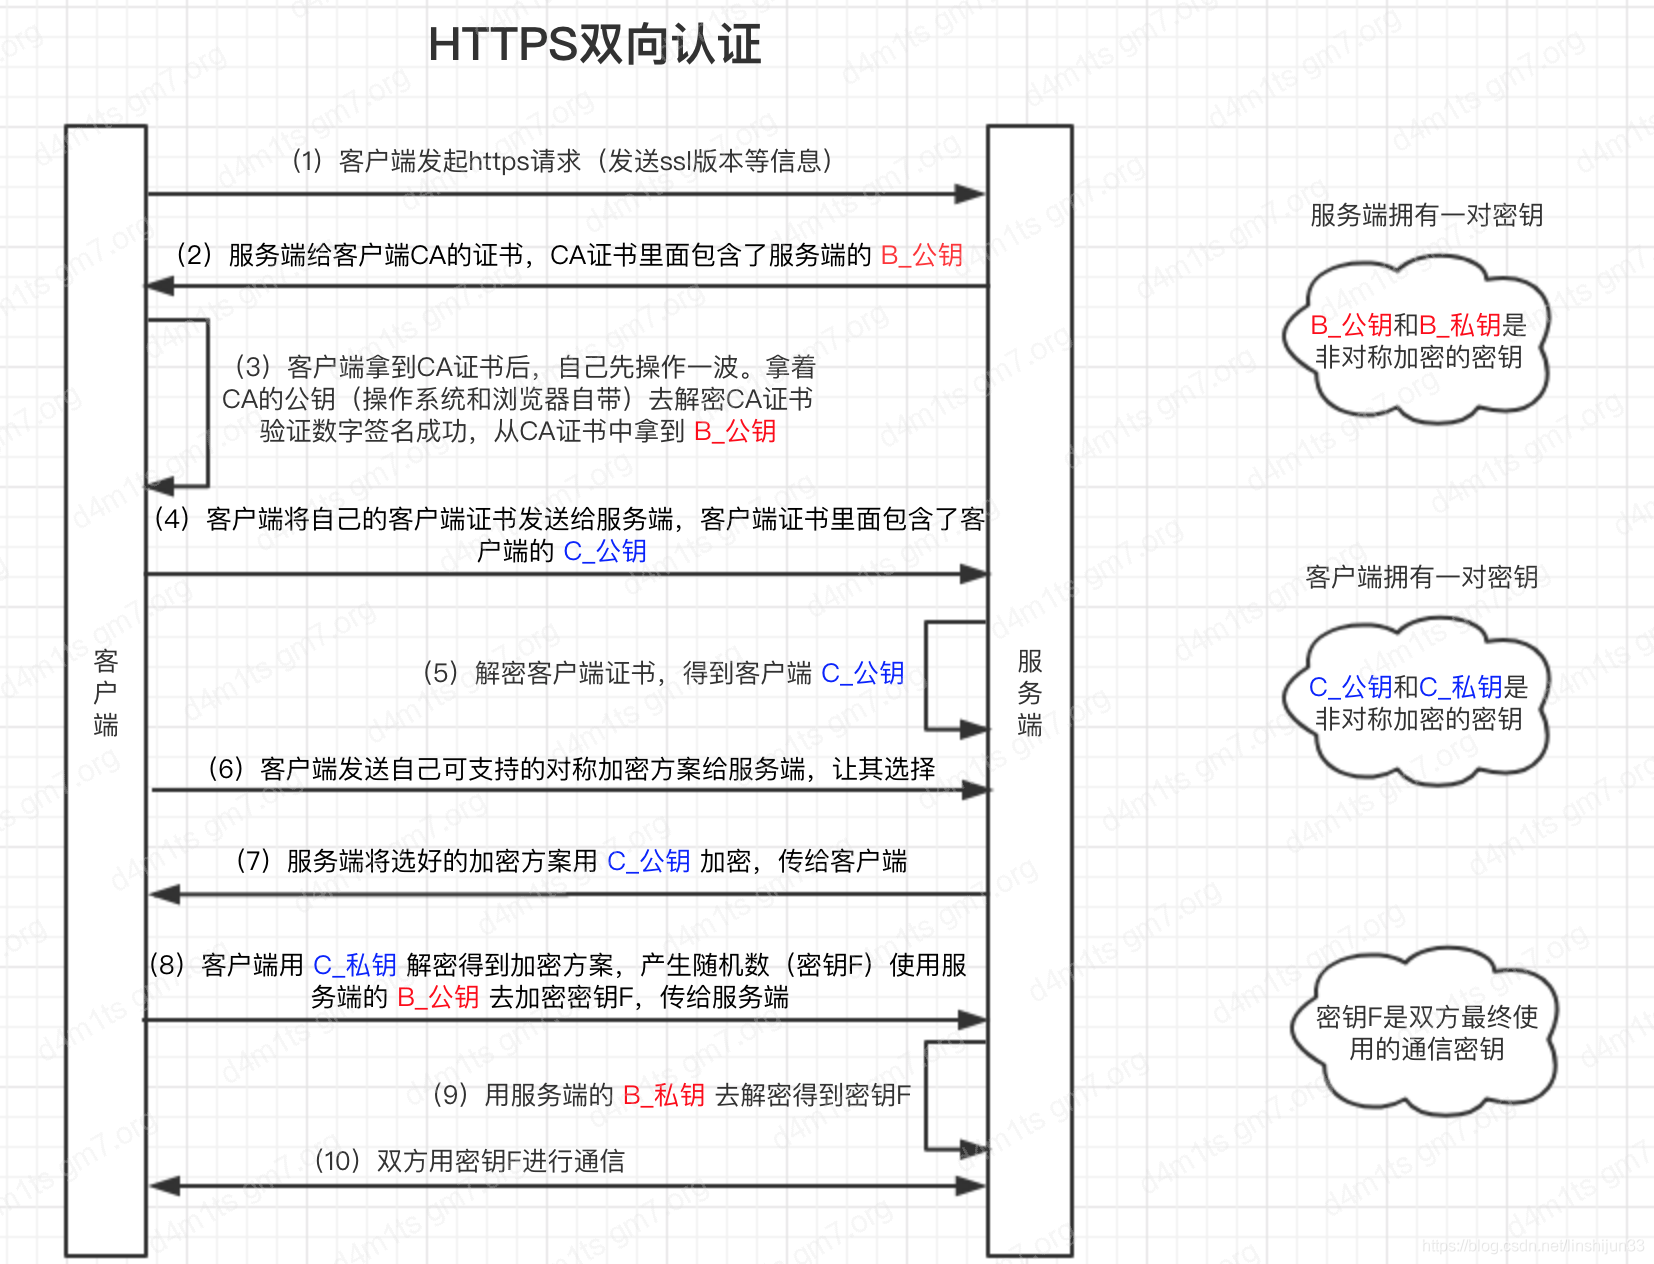 HTTPS双向认证
（1）客户端发起https请求（发送ssl版本等信息）
（2）服务端给客户端CA的证书，CA证书里面包含了服务端的 B_公钥
（3）客户端拿到CA证书后，自己先操作一波。拿着
CA的公钥（操作系统和浏览器自带）去解密CA证书
验证数字签名成功，从CA证书中拿到 B_公钥
（4）客户端将自己的客户端证书发送给服务端，客户端证书里面包含了客
户端的 C_公钥
（5）解密客户端证书，得到客户端 C_公钥
（6）客户端发送自己可支持的对称加密方案给服务端，让其选择
（7）服务端将选好的加密方案用 C_公钥 加密，传给客户端
（8）客户端用 C_私钥 解密得到加密方案，产生随机数（密钥F）使用服
务端的 B_公钥 去加密密钥F，传给服务端
（9）用服务端的 B_私钥 去解密得到密钥F
（10）双方用密钥F进行通信
客
户
端
服
务
端
服务端拥有一对密钥
B_公钥和B_私钥是
非对称加密的密钥
客户端拥有一对密钥
C_公钥和C_私钥是
非对称加密的密钥
密钥F是双方最终使
用的通信密钥
d4m1ts gm7.org
https://blog.csdn.net/linshijun33